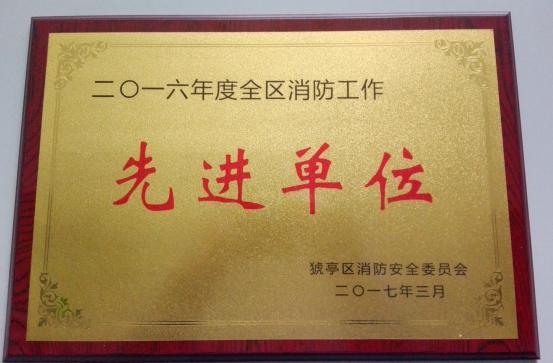 二〇一六年度全区消防工作
先进单位
猇亭区消防安全委员会
二〇一七年三月